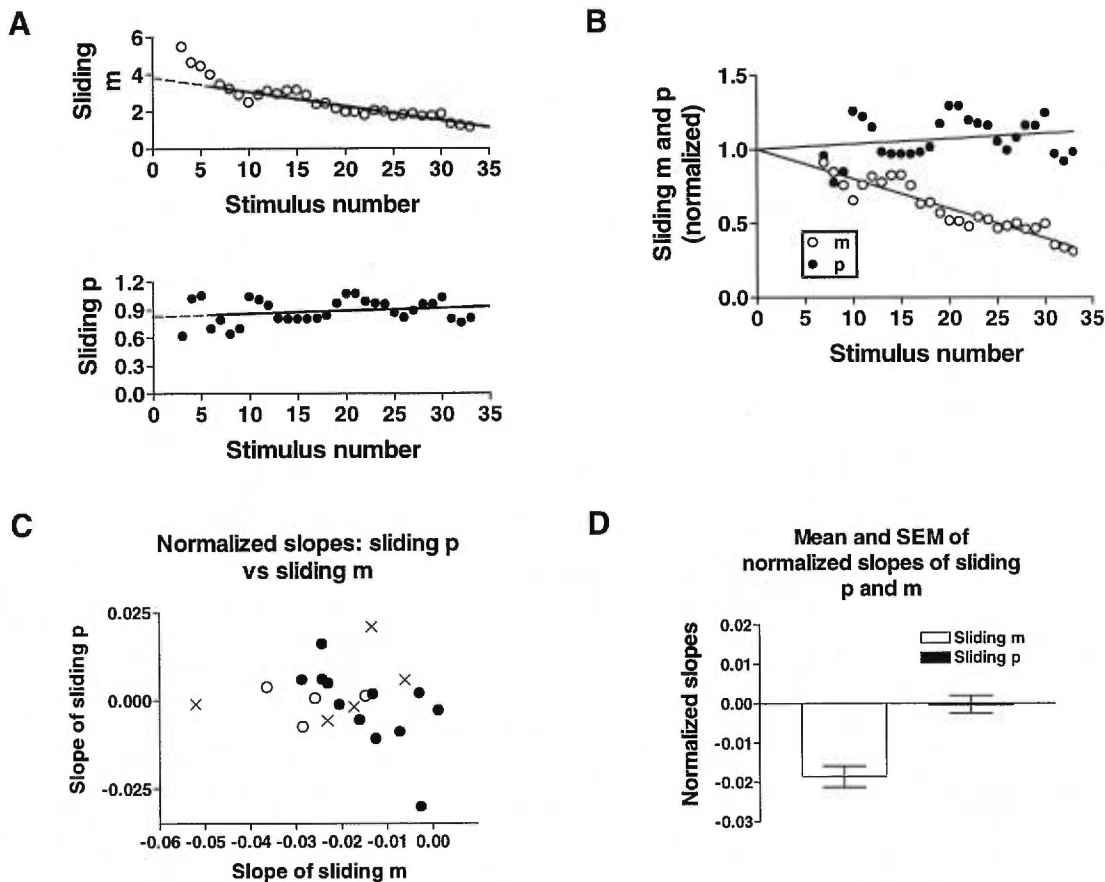 A
Sliding
m
6
4
2
0
0 5 10 15 20 25 30 35
Stimulus number
Sliding p
1.2
0.9
0.6
0.3
0.0
0 5 10 15 20 25 30 35
Stimulus number
B
Sliding m and p
(normalized)
1.5
1.0
0.5
0.0
m
p
0 5 10 15 20 25 30 35
Stimulus number
C
Normalized slopes: sliding p
vs sliding m
Slope of sliding p
0.025
0.000
-0.025
-0.06 -0.05 -0.04 -0.03 -0.02 -0.01 0.00
Slope of sliding m
D
Mean and SEM of
normalized slopes of sliding
p and m
Normalized slopes
0.02
0.01
0.00
-0.01
-0.02
-0.03
Sliding m
Sliding p